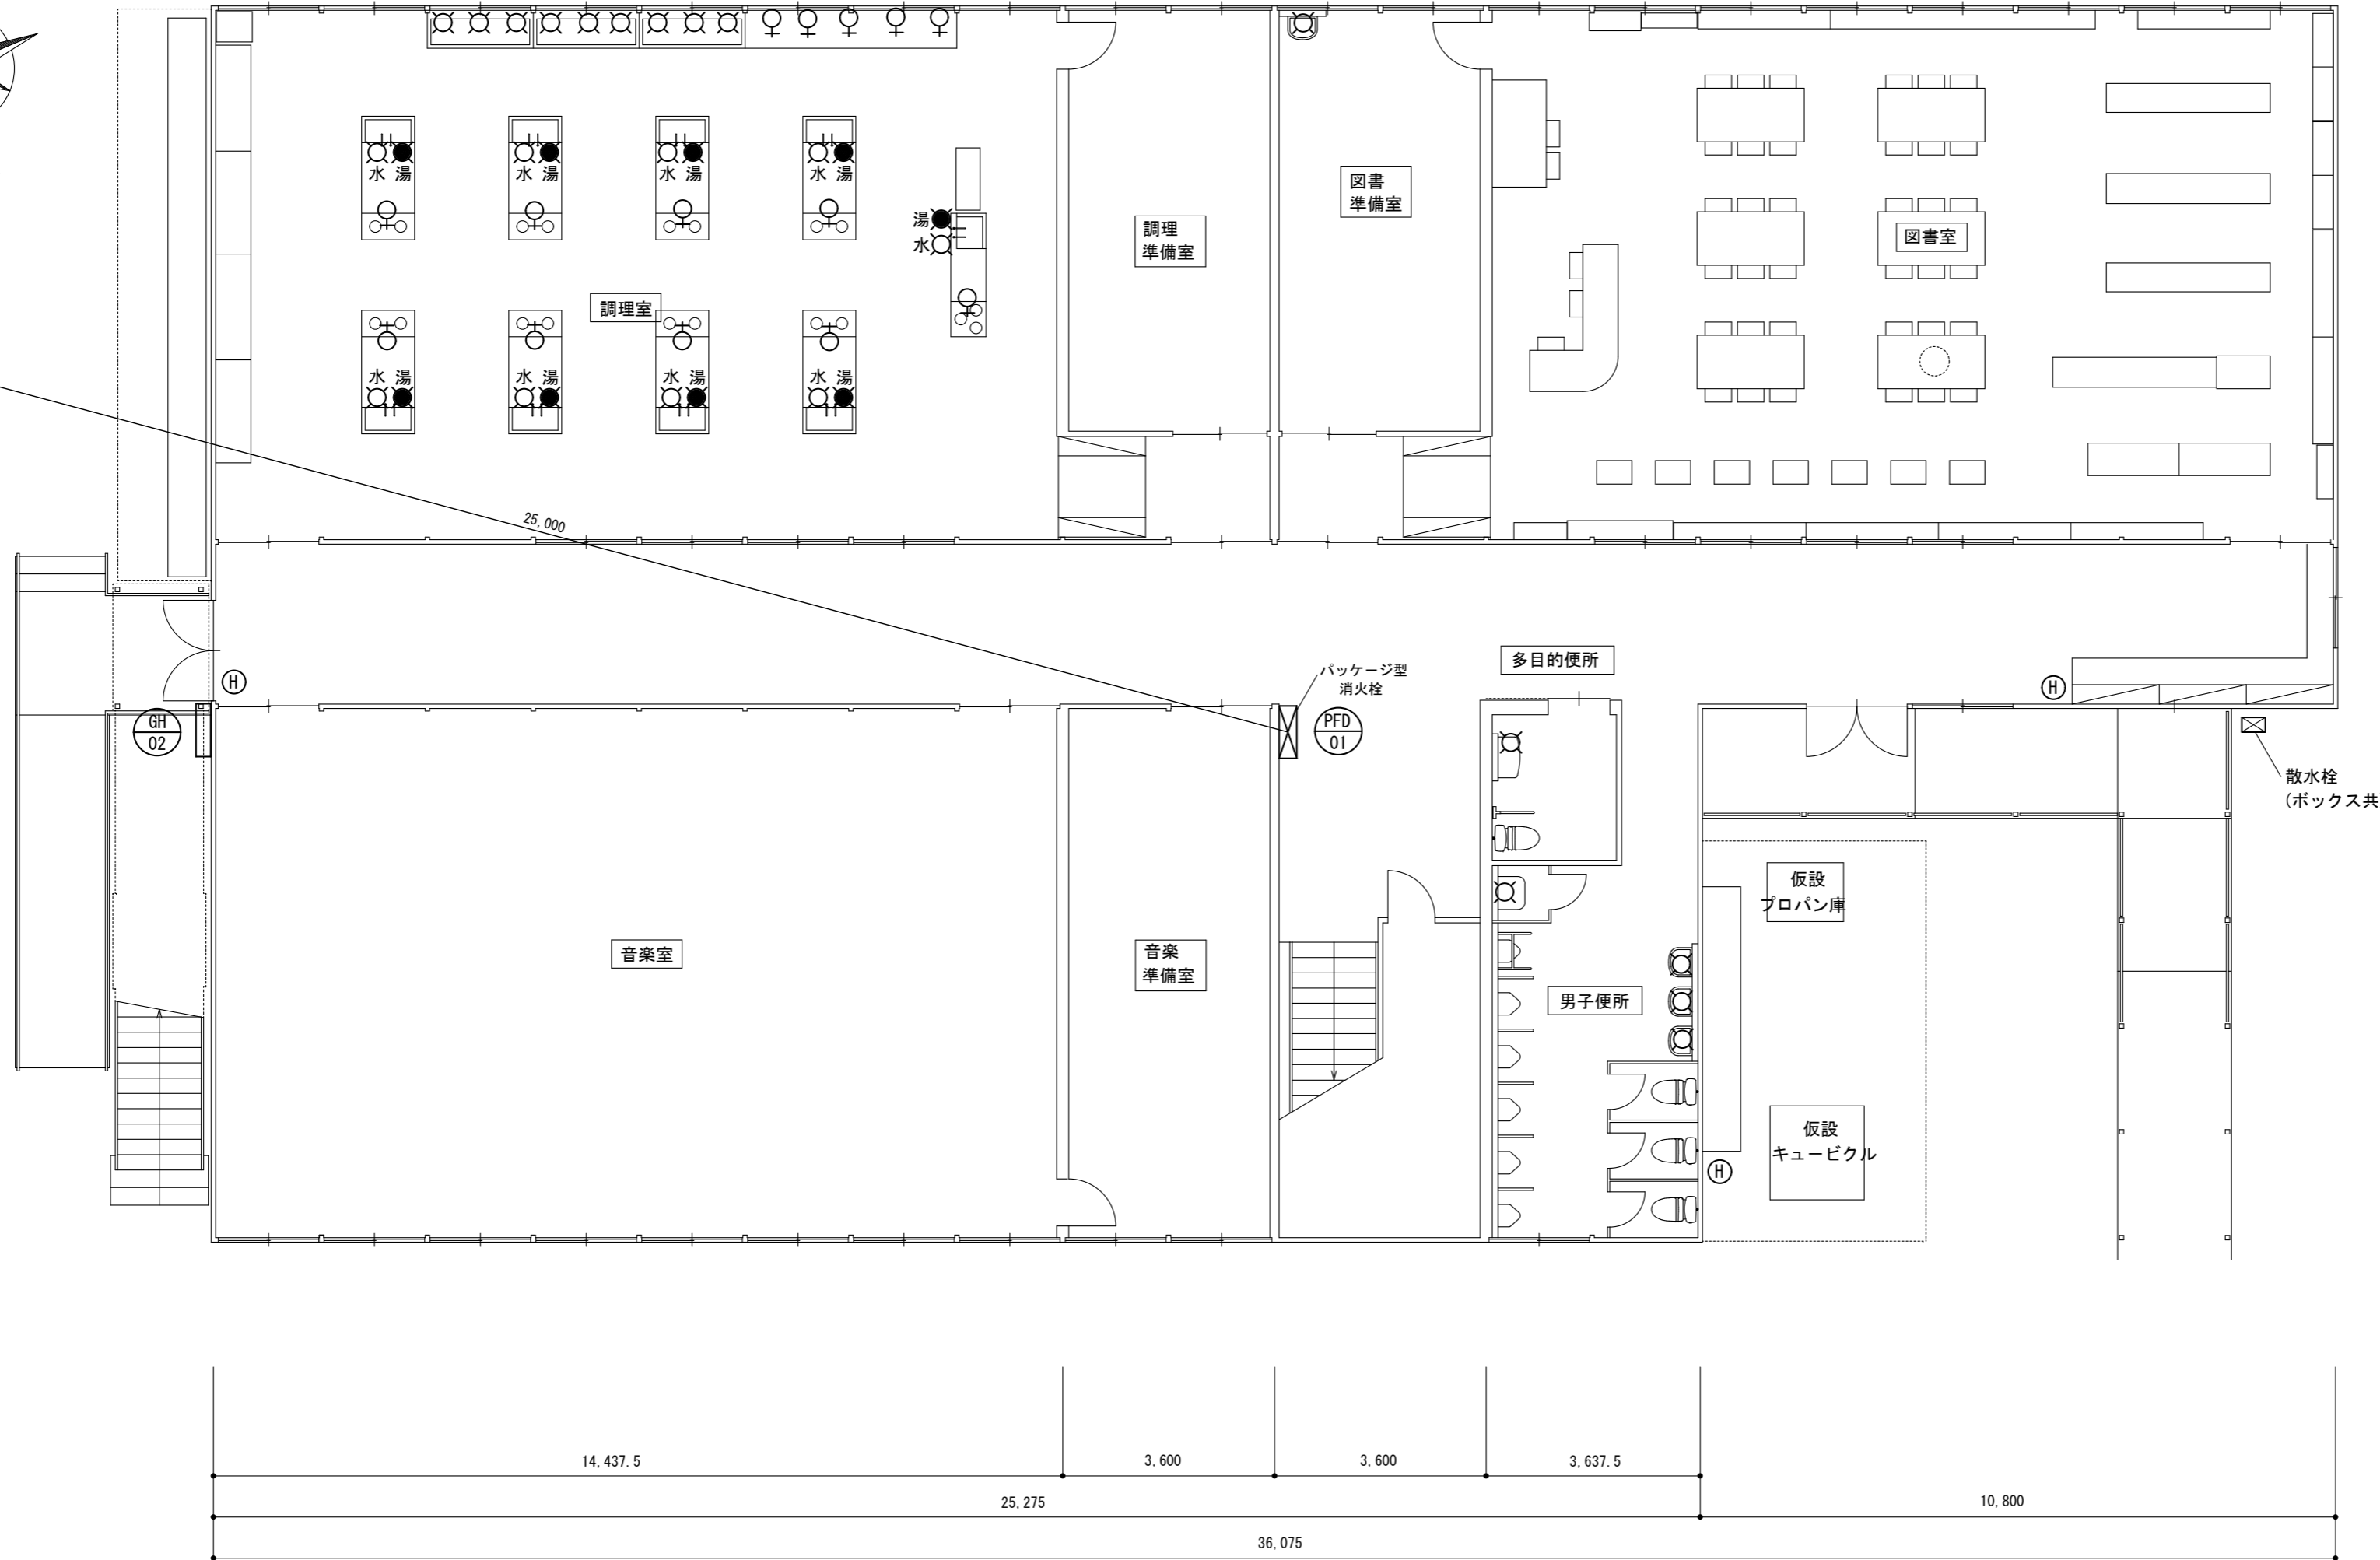 水 湯
水 湯
水 湯
水 湯
湯
水
調理
準備室
図書
準備室
図書室
調理室
水 湯
水 湯
水 湯
水 湯
25,000
多目的便所
パッケージ型
消火栓
H
H
GH
02
PFD
01
散水栓
(ボックス共
仮設
プロパン庫
音楽室
音楽
準備室
男子便所
仮設
キュービクル
H
14,437.5
3,600
3,600
3,637.5
25,275
10,800
36,075